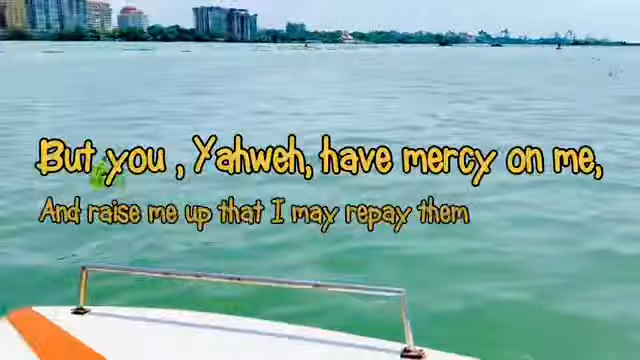 But you , Yahweh, have mercy on me,
And raise me up that I may repay them